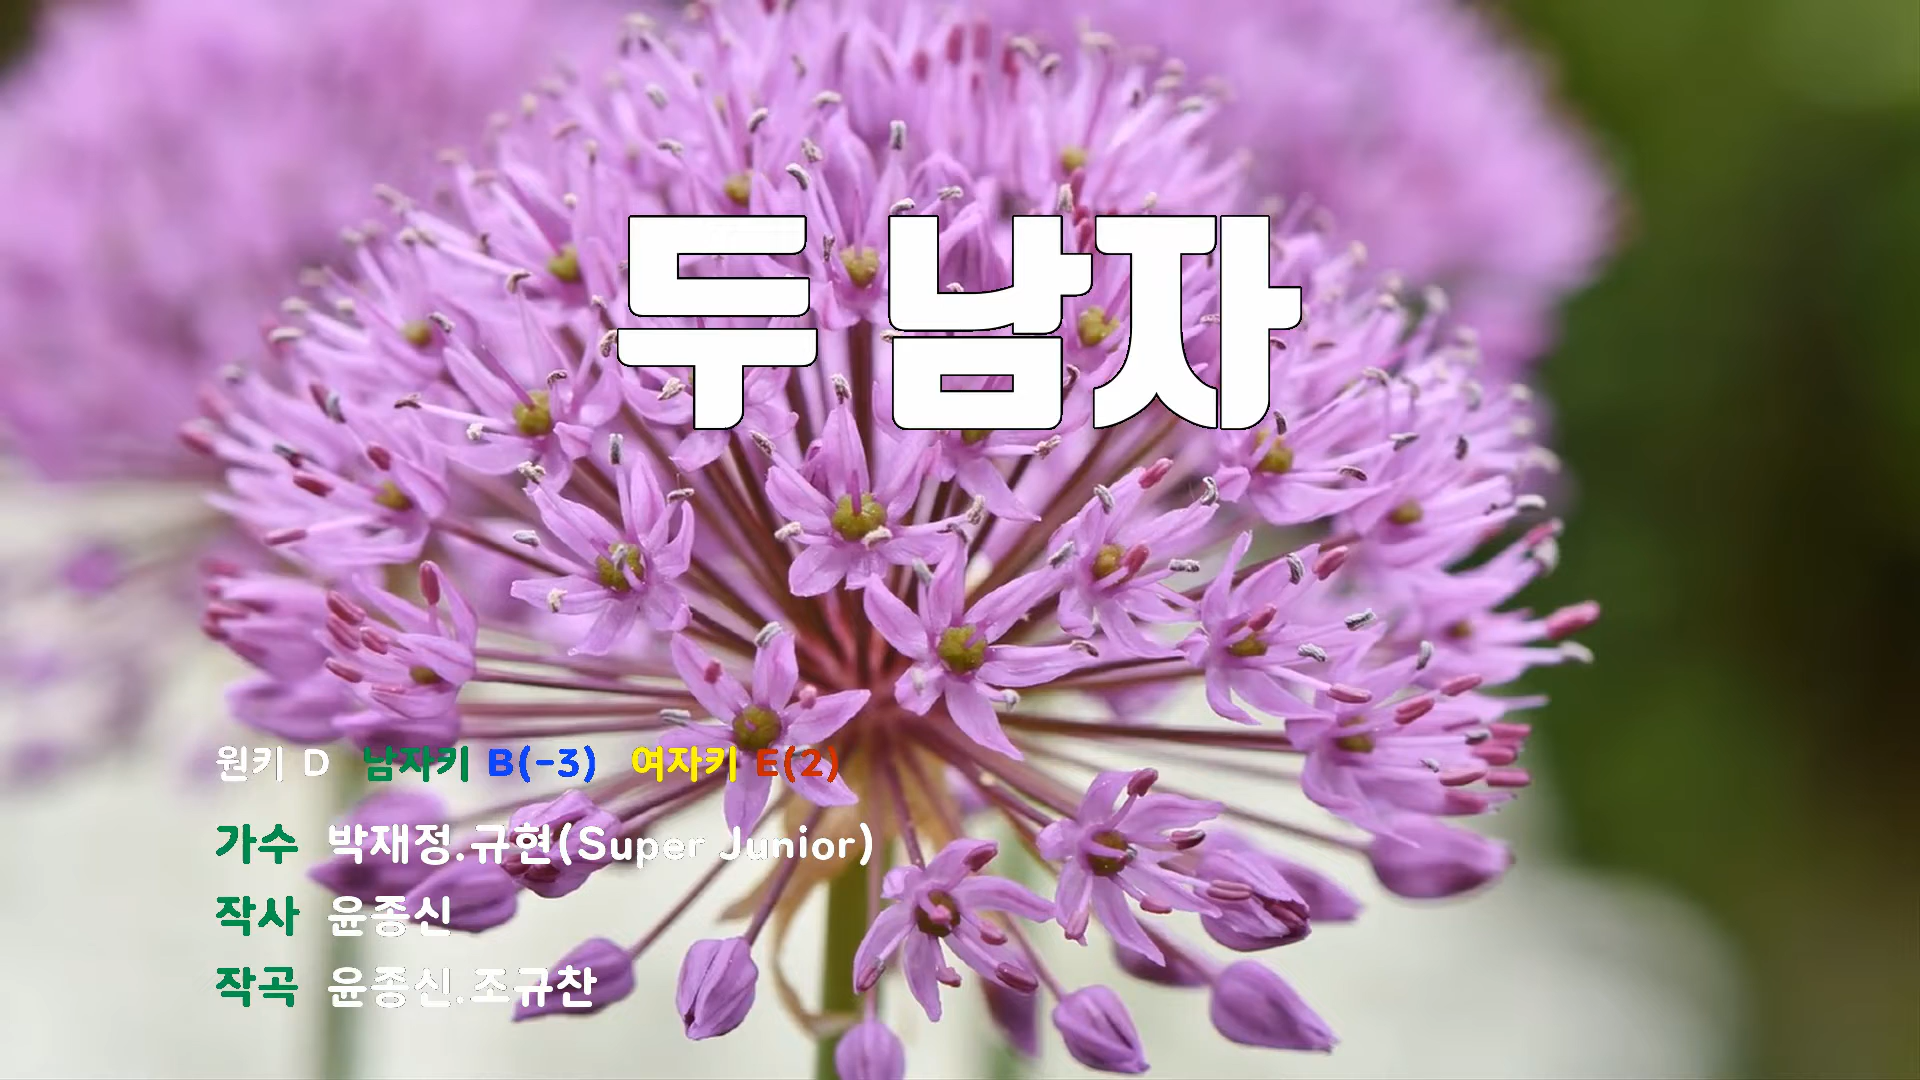 두 남자
원키 D 남자키 B(-3) 여자키 E(2)
가수 박재정.규현(Super Junior)
작사 윤종신
작곡 윤종신.조규찬